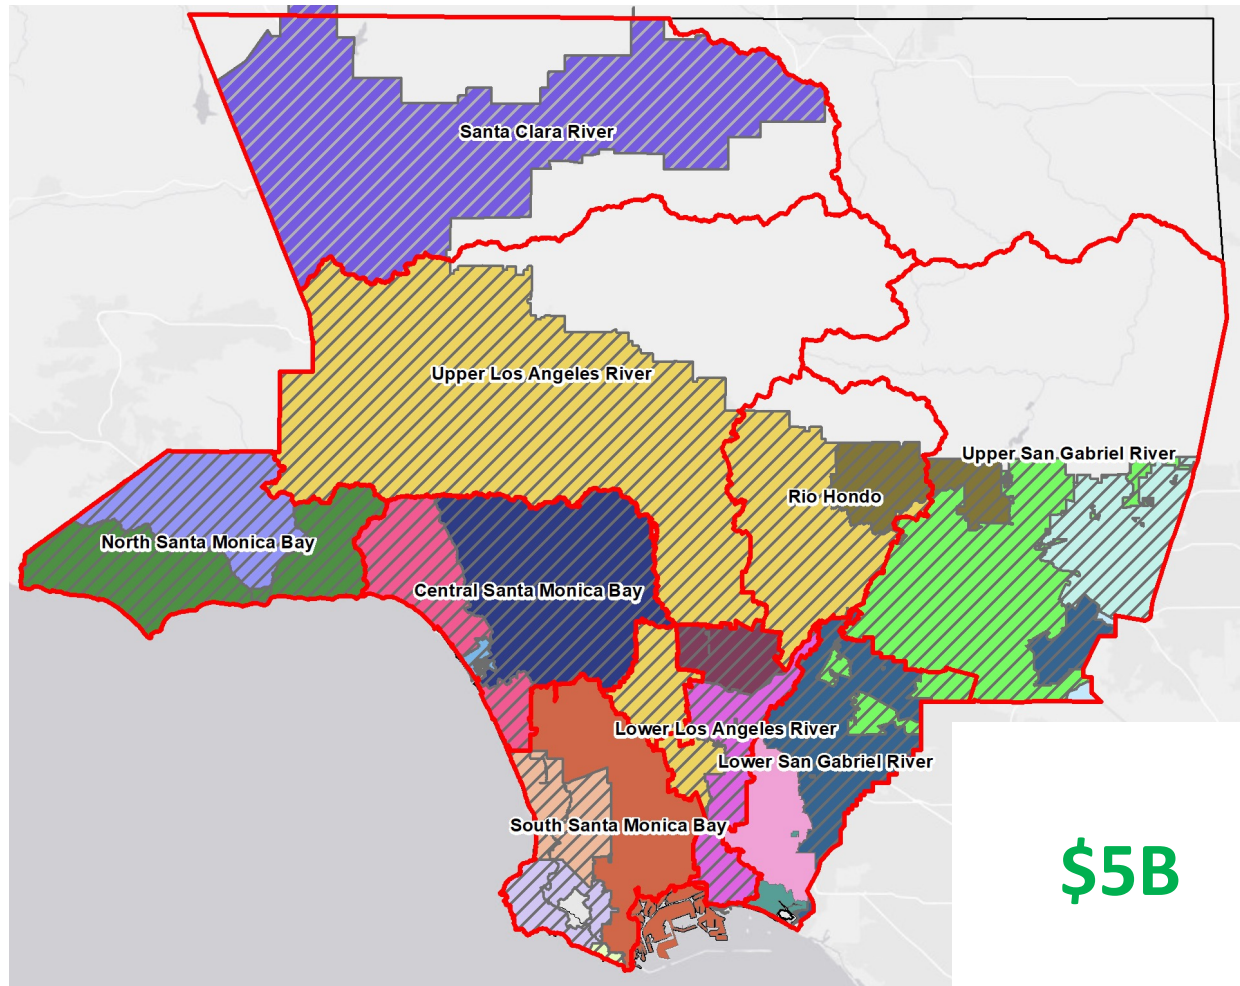 Santa Clara River
Upper Los Angeles River
Upper San Gabriel River
Rio Hondo
North Santa Monica Bay
Central Santa Monica Bay
Lower Los Angeles River
Lower San Gabriel River
South Santa Monica Bay
$5B